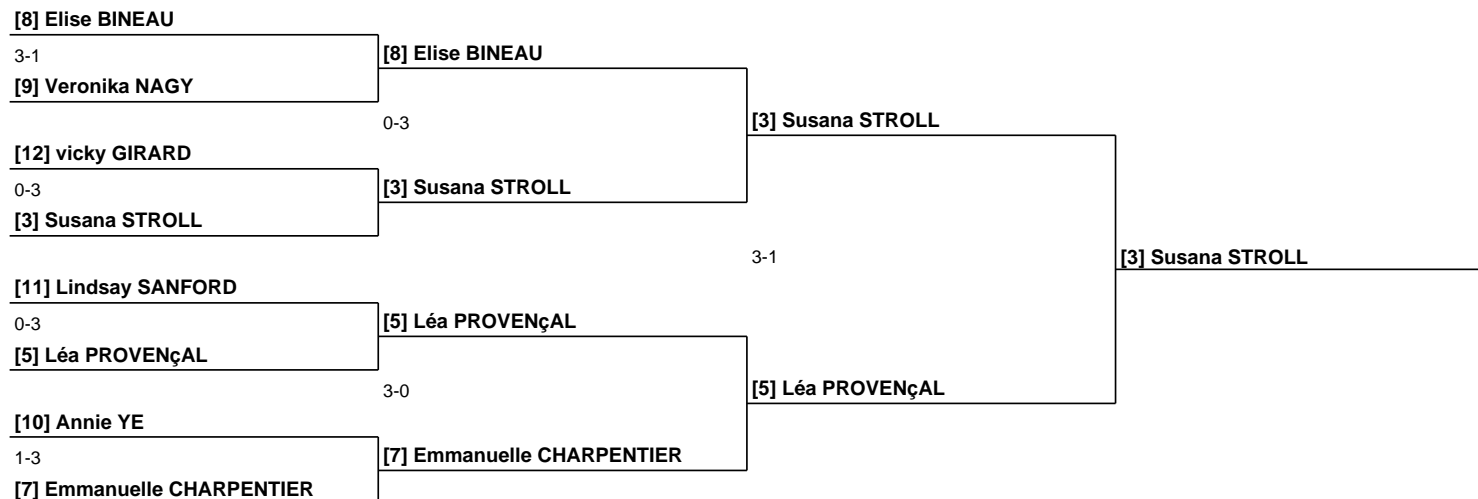 [8] Elise BINEAU
3-1
[9] Veronika NAGY
[8] Elise BINEAU
0-3
[12] vicky GIRARD
0-3
[3] Susana STROLL
[3] Susana STROLL
[3] Susana STROLL
3-1
[3] Susana STROLL
[11] Lindsay SANFORD
0-3
[5] Léa PROVENçAL
[5] Léa PROVENçAL
3-0
[5] Léa PROVENçAL
[10] Annie YE
1-3
[7] Emmanuelle CHARPENTIER
[7] Emmanuelle CHARPENTIER